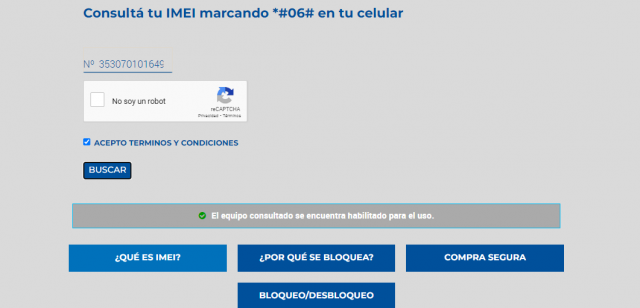 Consultá tu IMEI marcando *#06# en tu celular
Nº 353070101649
No soy un robot
reCAPTCHA
Privacidad - Términos
ACEPTO TERMINOS Y CONDICIONES
BUSCAR
El equipo consultado se encuentra habilitado para el uso.
¿QUÉ ES IMEI?
¿POR QUÉ SE BLOQUEA?
COMPRA SEGURA
BLOQUEO/DESBLOQUEO